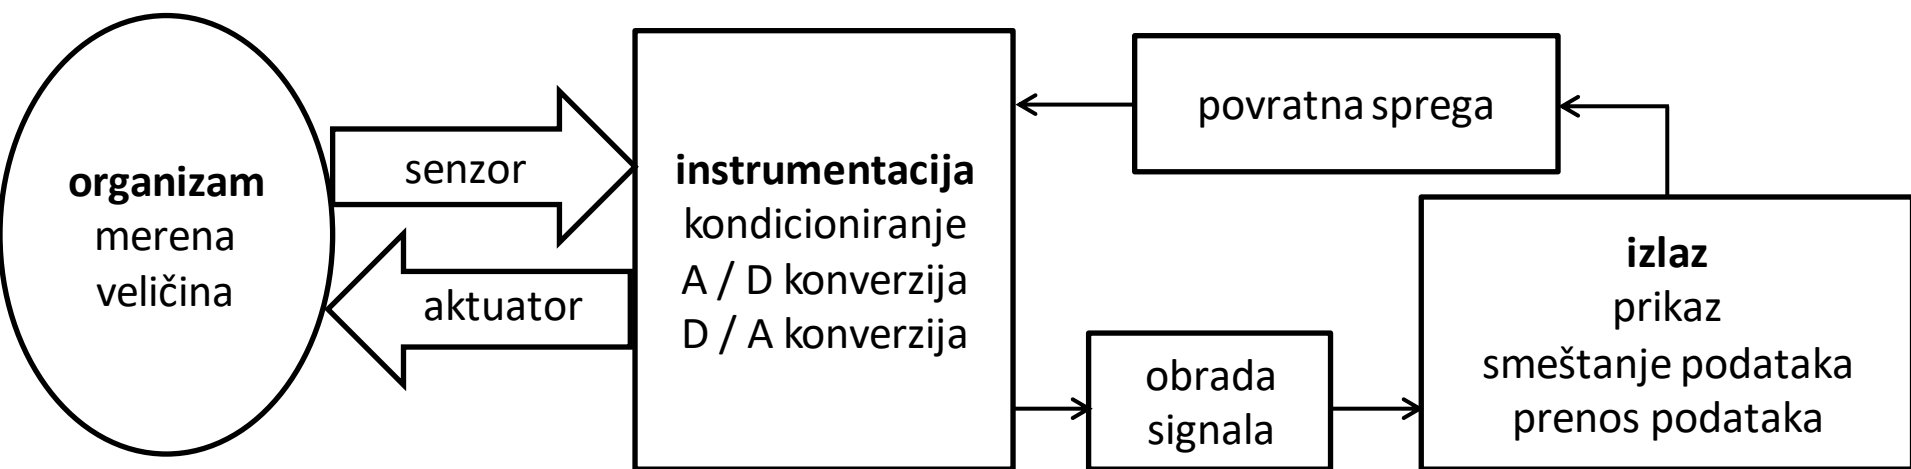 organizam
merena
veličina
senzor
aktuator
instrumentacija
kondicioniranje
A / D konverzija
D / A konverzija
povratna sprega
obrada
signala
izlaz
prikaz
smeštanje podataka
prenos podataka